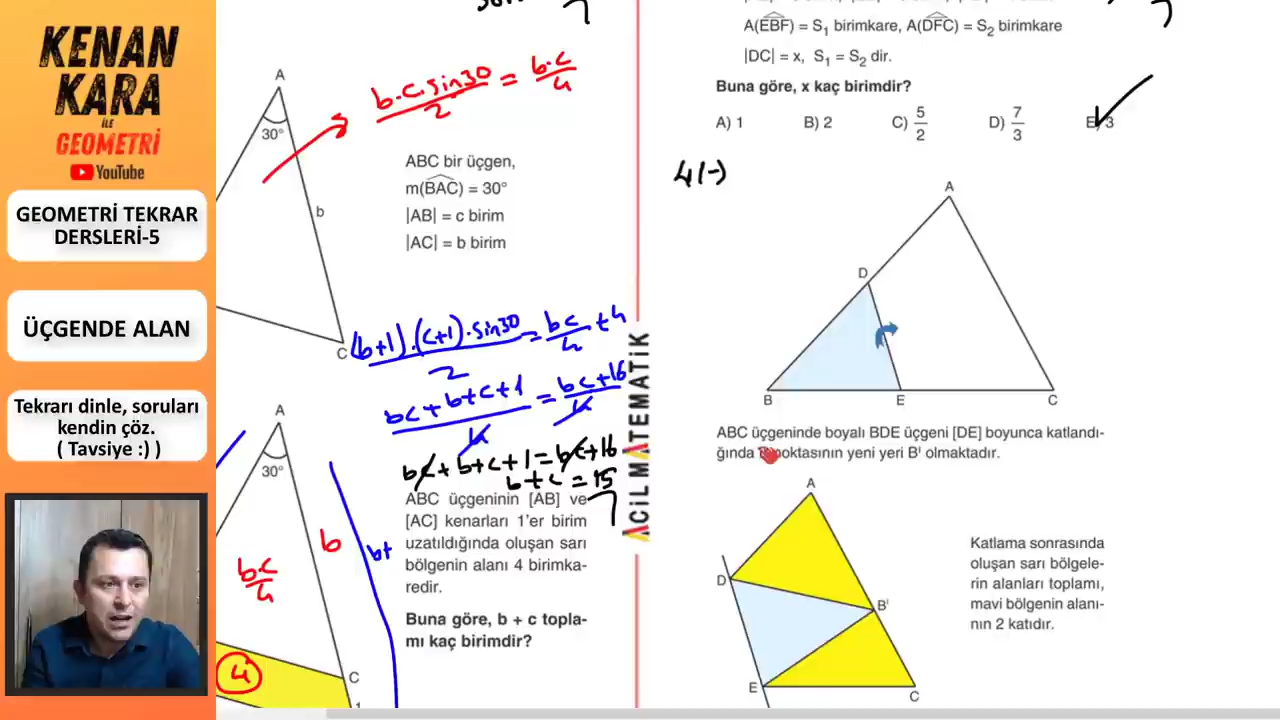 KENAN
KARA
İLE
GEOMETRİ
YouTube
GEOMETRİ TEKRAR
DERSLERİ-5
ÜÇGENDE ALAN
Tekrarı dinle, soruları
kendin çöz.
( Tavsiye :) )
A
30°
b
C
b.c.sin30 / 2 = b.c / 4
ABC bir üçgen,
m(BAC) = 30°
|AB| = c birim
|AC| = b birim
(b+1).(c+1).sin30 / 2 = bc / 4 + 4
bc+b+c+1 / 4 = bc+16 / 4
bc+b+c+1=bc+16
b+c=15
A
30°
b
b+
bc / 4
4
C
1
ABC üçgeninin [AB] ve
[AC] kenarları 1'er birim
uzatıldığında oluşan sarı
bölgenin alanı 4 birimka-
redir.
Buna göre, b + c topla-
mı kaç birimdir?
ACİL MATEMATİK
A(EBF) = S₁ birimkare, A(DFC) = S₂ birimkare
|DC| = x, S₁ = S₂ dir.
Buna göre, x kaç birimdir?
A) 1 B) 2 C) 5/2 D) 7/3 E) 3
4(-)
A
D
B E C
ABC üçgeninde boyalı BDE üçgeni [DE] boyunca katlandı-
ğında noktasının yeni yeri Bᴵ olmaktadır.
A
D
Bᴵ
E
C
Katlama sonrasında
oluşan sarı bölgele-
rin alanları toplamı,
mavi bölgenin alanı-
nın 2 katıdır.